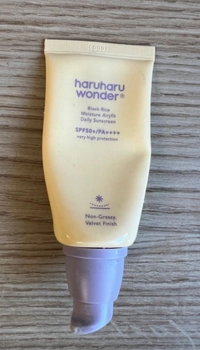 haruharu
wonder®
Black Rice
Moisture Airyfit
Daily Sunscreen
SPF50+/PA++++
very high protection
Non-Greasy,
Velvet Finish